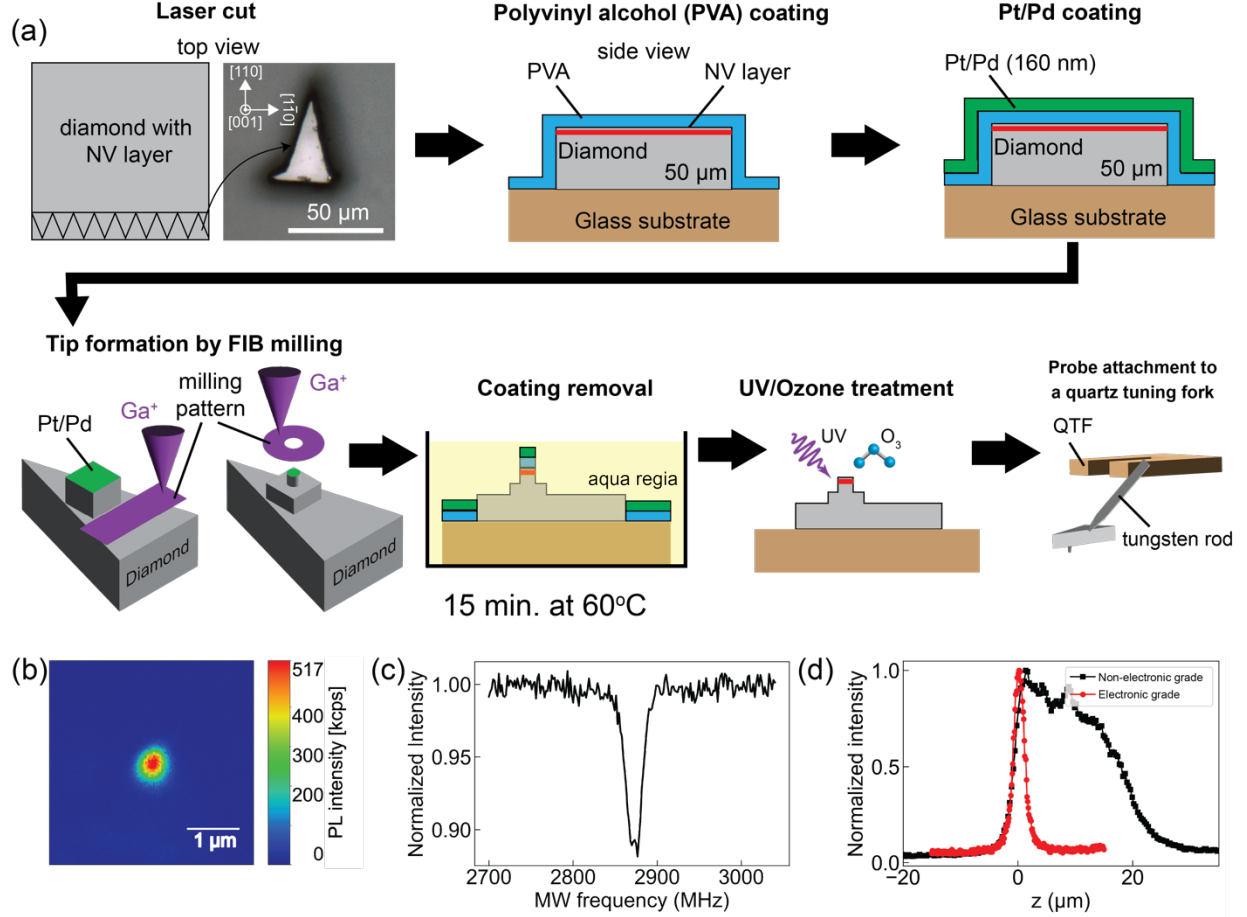 (a)
Laser cut
top view
diamond with
NV layer
[110]
[001]
[11̅0]
50 µm
Polyvinyl alcohol (PVA) coating
side view
PVA
NV layer
Diamond
50 µm
Glass substrate
Pt/Pd coating
Pt/Pd (160 nm)
Diamond
50 µm
Glass substrate
Tip formation by FIB milling
milling
pattern
Ga+
Ga+
Pt/Pd
Diamond
Diamond
Coating removal
aqua regia
15 min. at 60°C
UV/Ozone treatment
UV
O3
Probe attachment to
a quartz tuning fork
QTF
tungsten rod
(b)
1 µm
517
400
300
200
100
0
PL intensity [kcps]
(c)
Normalized Intensity
1.00
0.95
0.90
2700
2800
2900
3000
MW frequency (MHz)
(d)
Normalized intensity
1.0
0.5
0.0
−20
0
20
z (µm)
Non-electronic grade
Electronic grade